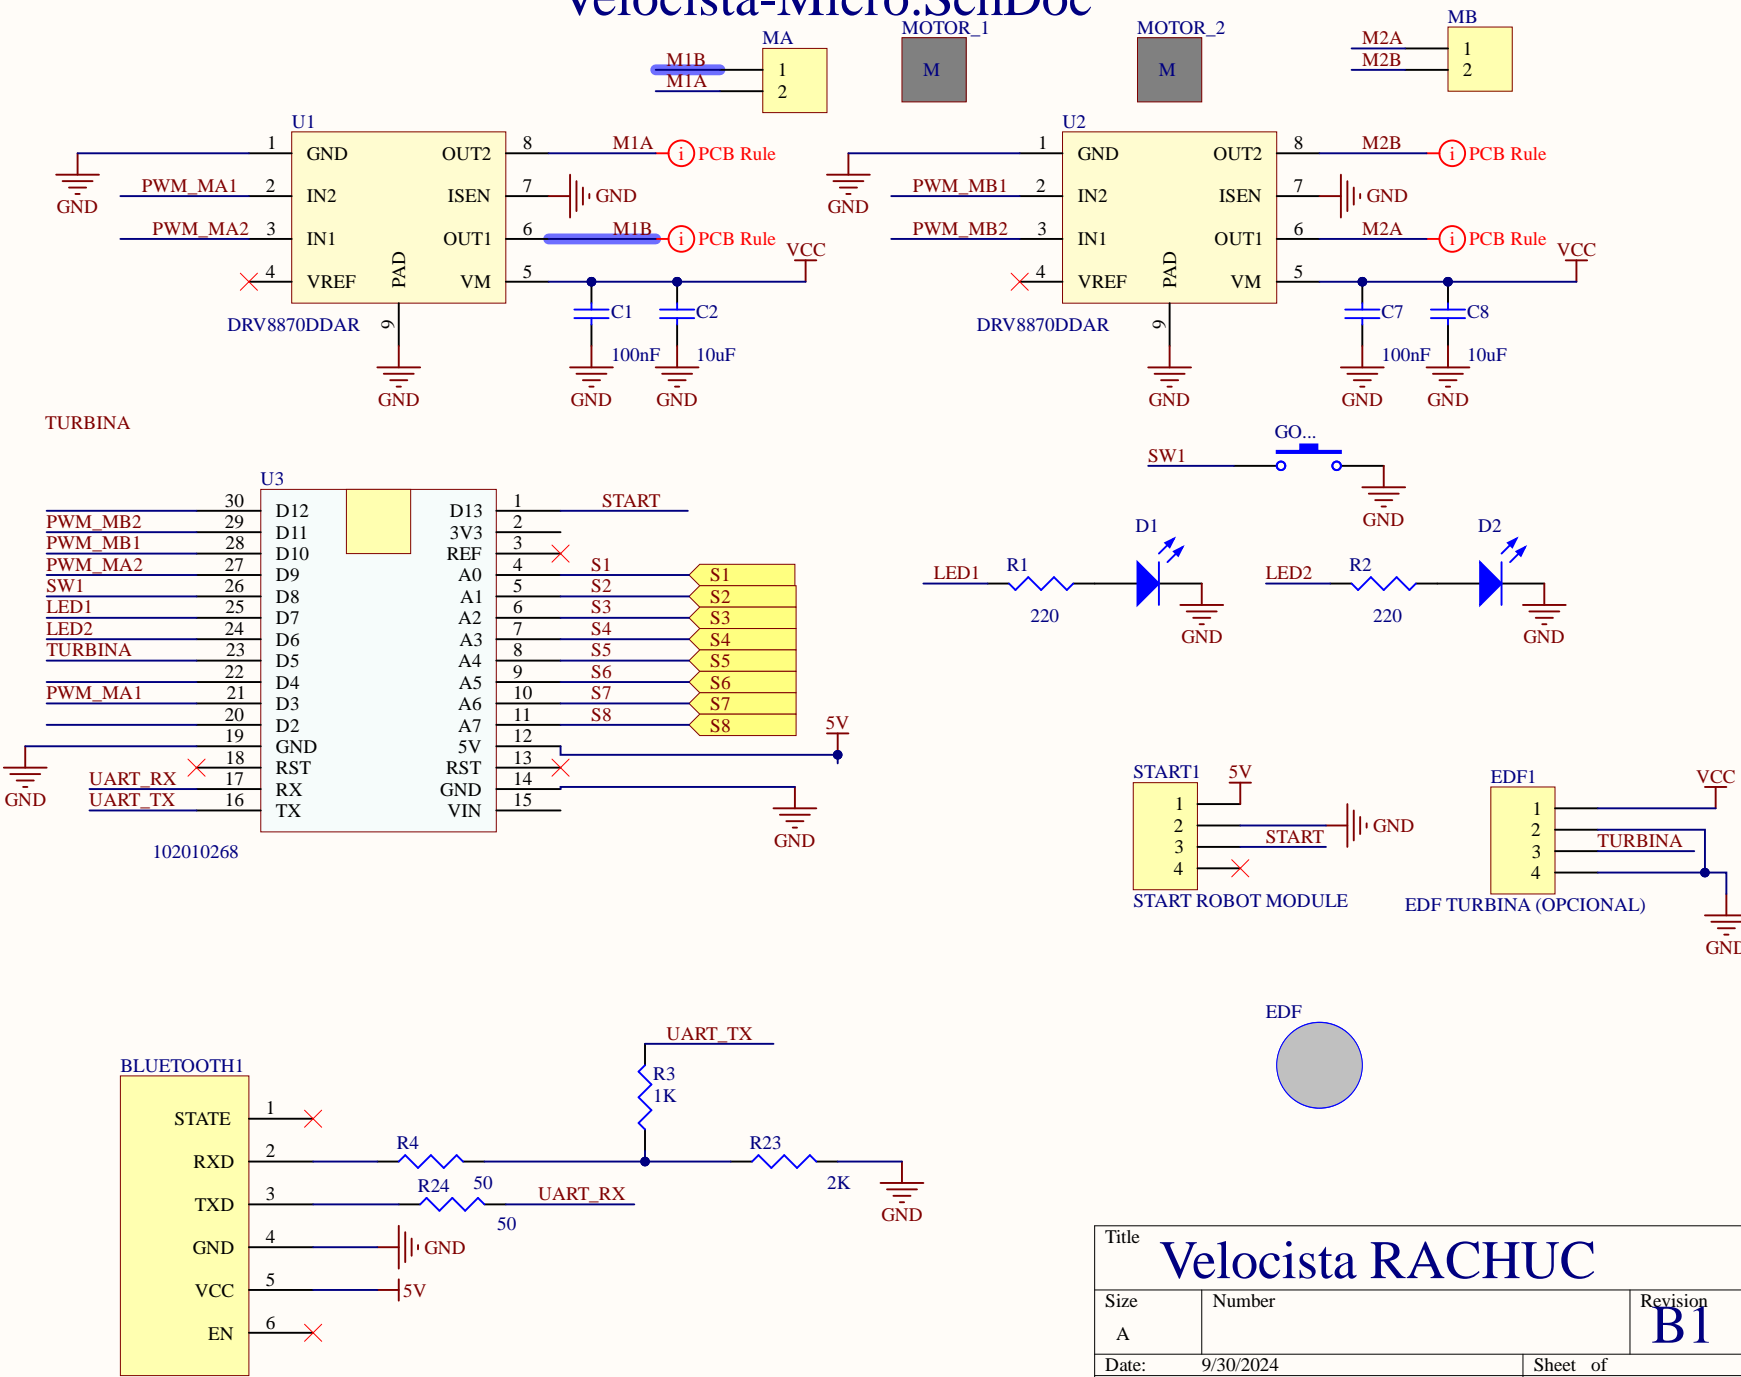 Velocista-Micro.SchDoc
MA
M1B
1
M1A
2
MOTOR_1
M
MOTOR_2
M
MB
M2A
1
M2B
2
U1
1
GND
OUT2
8
M1A
i
PCB Rule
GND
PWM_MA1
2
IN2
ISEN
7
GND
PWM_MA2
3
IN1
OUT1
6
M1B
i
PCB Rule
VCC
4
VREF
PAD
VM
5
DRV8870DDAR
9
GND
C1
100nF
GND
C2
10uF
GND
U2
1
GND
OUT2
8
M2B
i
PCB Rule
GND
PWM_MB1
2
IN2
ISEN
7
GND
PWM_MB2
3
IN1
OUT1
6
M2A
i
PCB Rule
VCC
4
VREF
PAD
VM
5
DRV8870DDAR
9
GND
C7
100nF
GND
C8
10uF
GND
TURBINA
U3
30
D12
D13
1
START
PWM_MB2
29
D11
3V3
2
PWM_MB1
28
D10
REF
3
PWM_MA2
27
D9
A0
4
S1
S1
SW1
26
D8
A1
5
S2
S2
LED1
25
D7
A2
6
S3
S3
LED2
24
D6
A3
7
S4
S4
TURBINA
23
D5
A4
8
S5
S5
22
D4
A5
9
S6
S6
PWM_MA1
21
D3
A6
10
S7
S7
20
D2
A7
11
S8
S8
19
GND
5V
12
5V
GND
18
RST
RST
13
UART_RX
17
RX
GND
14
GND
UART_TX
16
TX
VIN
15
102010268
GO...
SW1
GND
LED1
R1
220
D1
GND
LED2
R2
220
D2
GND
START1
5V
1
2
GND
START
3
4
START ROBOT MODULE
EDF1
VCC
1
2
TURBINA
3
4
EDF TURBINA (OPCIONAL)
GND
EDF
BLUETOOTH1
STATE
1
RXD
2
TXD
3
GND
4
GND
VCC
5
5V
EN
6
R4
50
R24
50
UART_RX
UART_TX
R3
1K
R23
2K
GND
Title
Velocista RACHUC
Size
A
Number
Revision
B1
Date:
9/30/2024
Sheet of